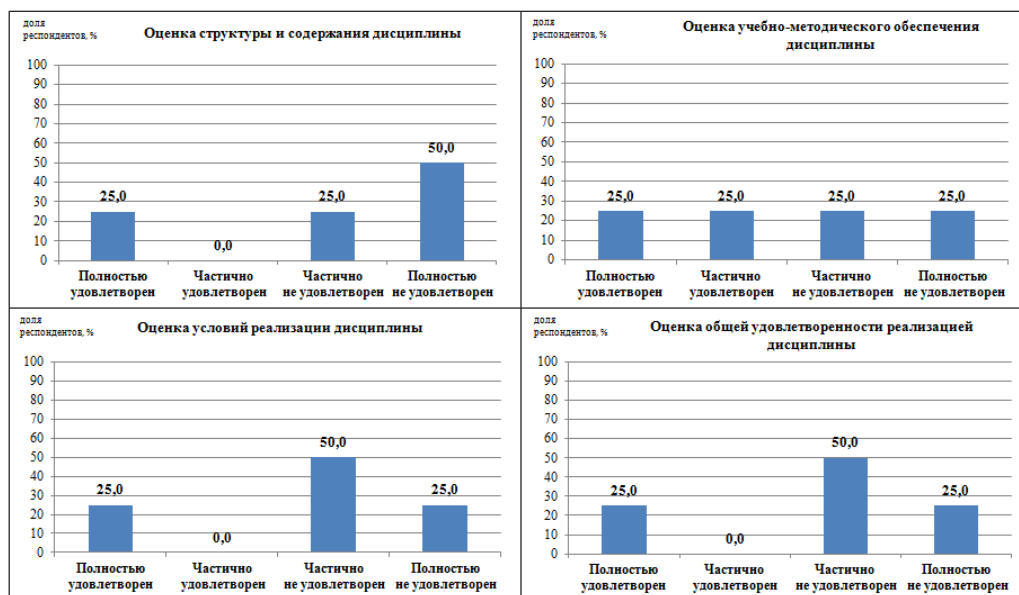 доля
респондентов, %
Оценка структуры и содержания дисциплины
100
90
80
70
60
50
40
30
20
10
0
25,0
0,0
25,0
50,0
Полностью
удовлетворен
Частично
удовлетворен
Частично
не удовлетворен
Полностью
не удовлетворен
доля
респондентов, %
Оценка учебно-методического обеспечения
дисциплины
100
90
80
70
60
50
40
30
20
10
0
25,0
25,0
25,0
25,0
Полностью
удовлетворен
Частично
удовлетворен
Частично
не удовлетворен
Полностью
не удовлетворен
доля
респондентов, %
Оценка условий реализации дисциплины
100
90
80
70
60
50
40
30
20
10
0
25,0
0,0
50,0
25,0
Полностью
удовлетворен
Частично
удовлетворен
Частично
не удовлетворен
Полностью
не удовлетворен
доля
респондентов, %
Оценка общей удовлетворенности реализацией
дисциплины
100
90
80
70
60
50
40
30
20
10
0
25,0
0,0
50,0
25,0
Полностью
удовлетворен
Частично
удовлетворен
Частично
не удовлетворен
Полностью
не удовлетворен